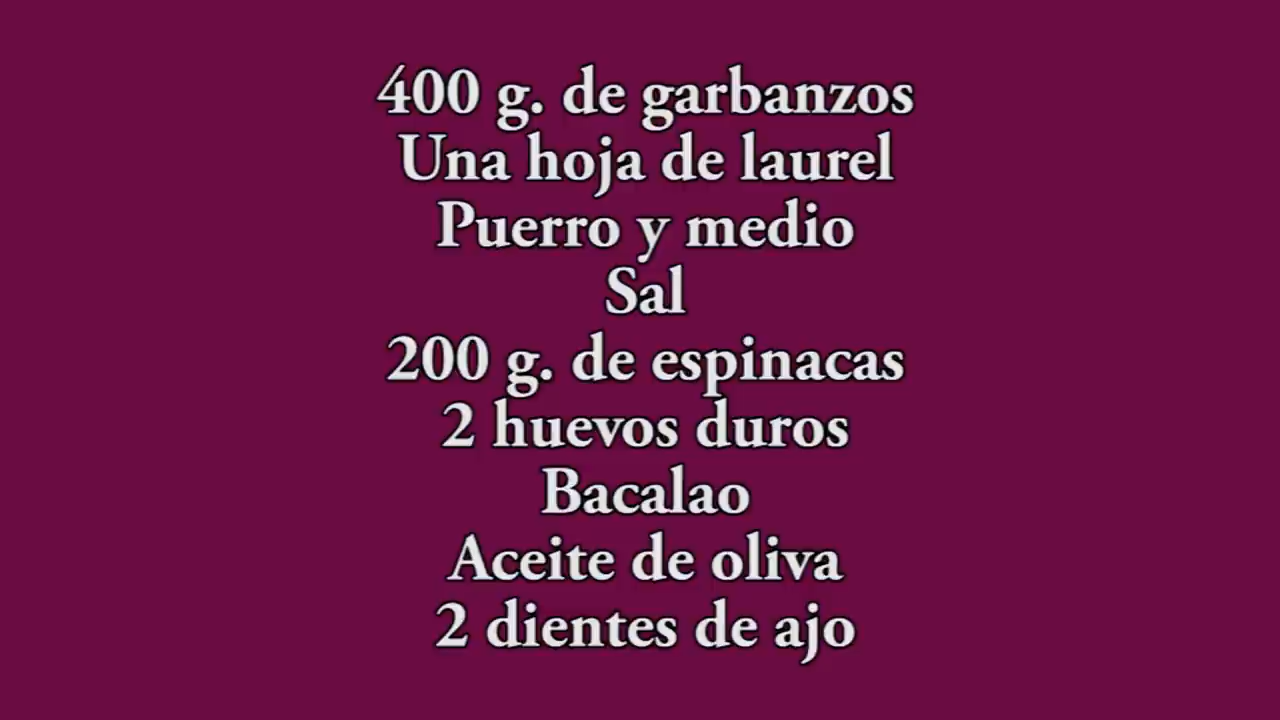 400 g. de garbanzos
Una hoja de laurel
Puerro y medio
Sal
200 g. de espinacas
2 huevos duros
Bacalao
Aceite de oliva
2 dientes de ajo